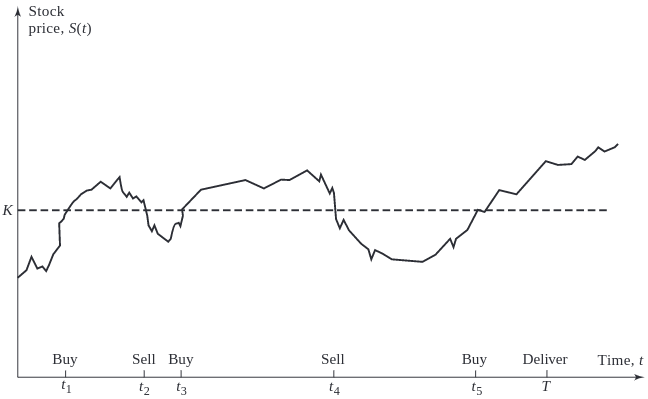 Stock
price, S(t)
K
Buy Sell Buy Sell Buy Deliver Time, t
t1 t2 t3 t4 t5 T